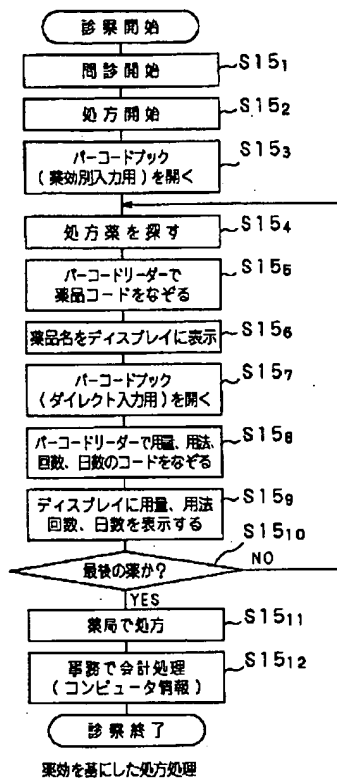 診察開始
問診開始
S15₁
処方開始
S15₂
バーコードブック
(薬効別入力用)を開く
S15₃
処方薬を探す
S15₄
バーコードリーダーで
薬品コードをなぞる
S15₅
薬品名をディスプレイに表示
S15₆
バーコードブック
(ダイレクト入力用)を開く
S15₇
バーコードリーダーで用量、用法、
回数、日数のコードをなぞる
S15₈
ディスプレイに用量、用法
回数、日数を表示する
S15₉
最後の薬か?
S15₁₀
NO
YES
薬局で処方
S15₁₁
事務で会計処理
(コンピュータ情報)
S15₁₂
診察終了
薬効を基にした処方処理